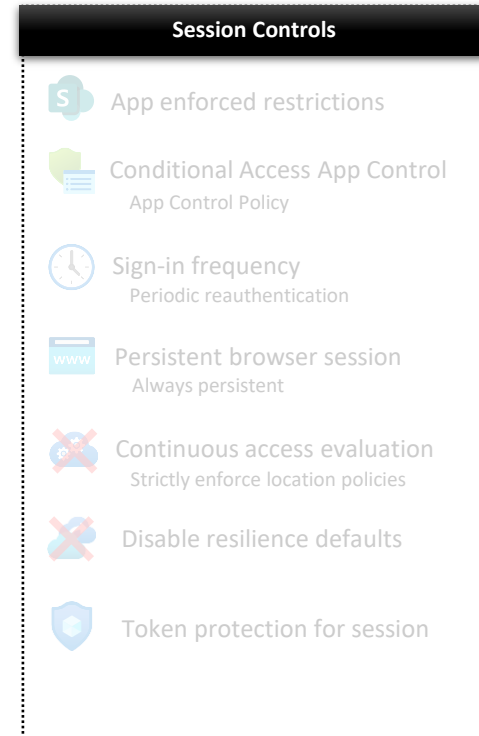 Session Controls
S
App enforced restrictions
Conditional Access App Control
App Control Policy
Sign-in frequency
Periodic reauthentication
www
Persistent browser session
Always persistent
Continuous access evaluation
Strictly enforce location policies
Disable resilience defaults
Token protection for session